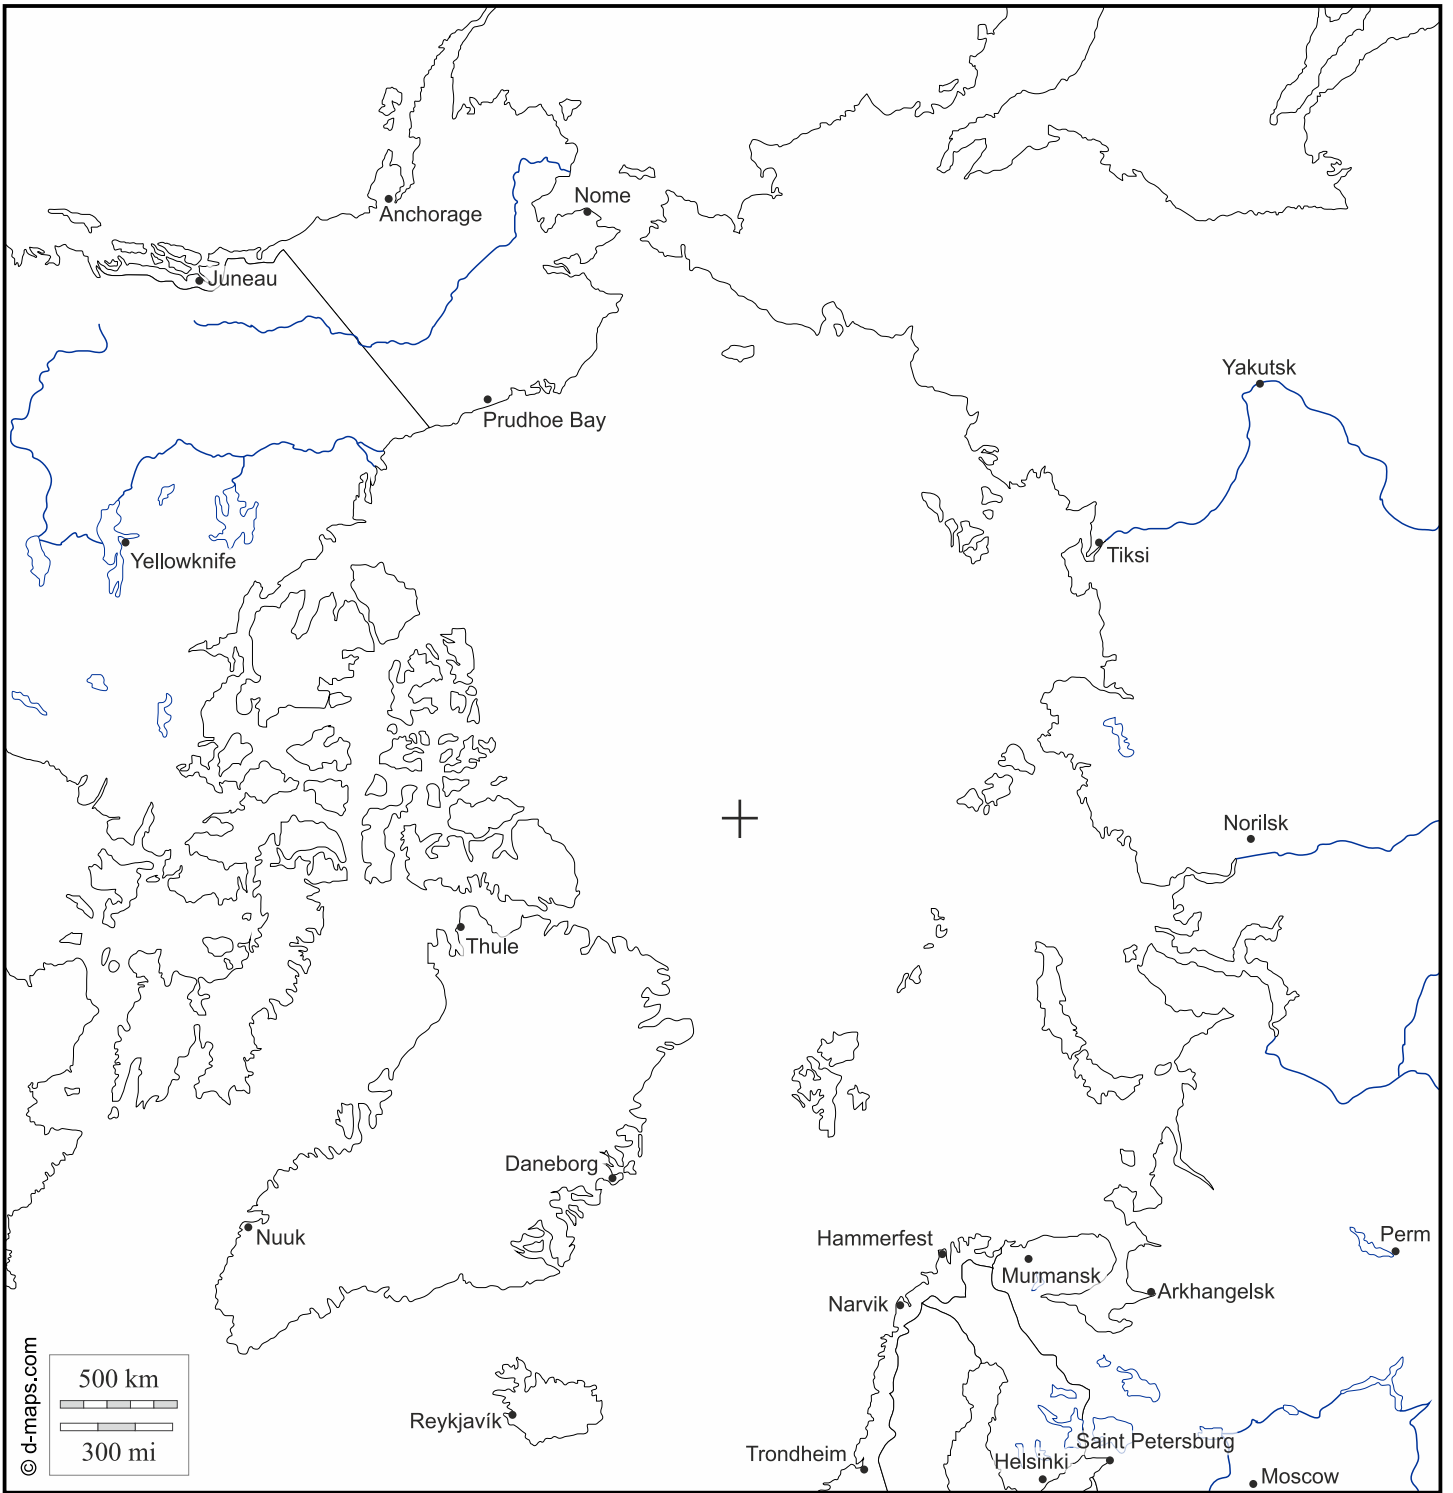 Anchorage
Nome
Juneau
Yakutsk
Prudhoe Bay
Yellowknife
Tiksi
Norilsk
Thule
Daneborg
Nuuk
Hammerfest
Perm
Murmansk
Narvik
Arkhangelsk
Reykjavík
Trondheim
Saint Petersburg
Helsinki
Moscow
500 km
300 mi
© d-maps.com